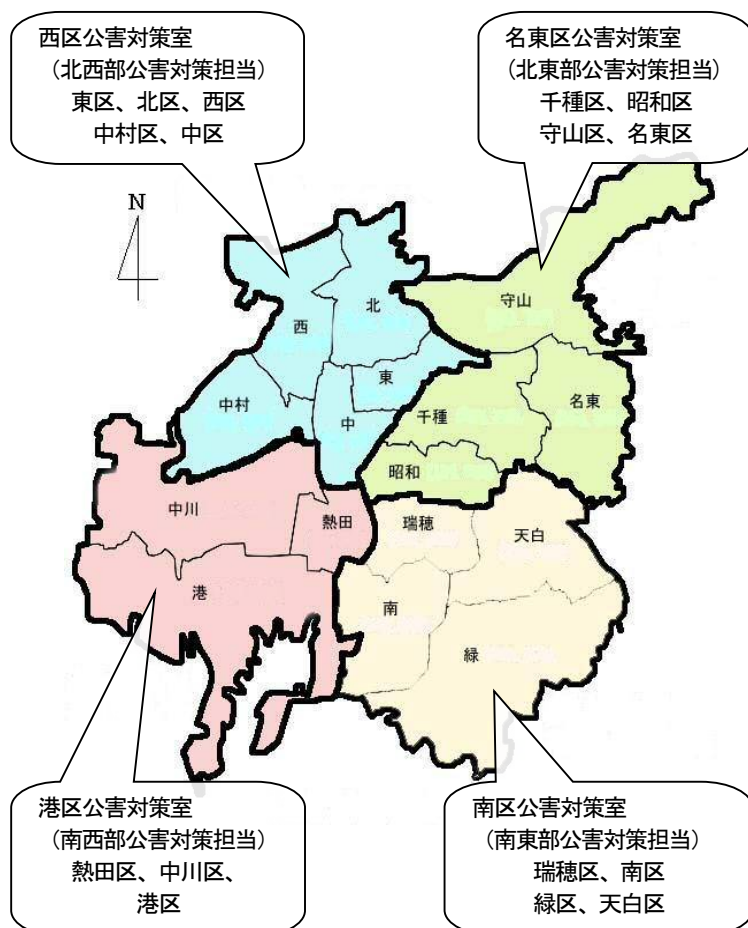 西区公害対策室
（北西部公害対策担当）
東区、北区、西区
中村区、中区
名東区公害対策室
（北東部公害対策担当）
千種区、昭和区
守山区、名東区
N
守山
北
西
東
名東
中村
千種
中
昭和
中川
熱田
瑞穂
天白
港
南
緑
港区公害対策室
（南西部公害対策担当）
熱田区、中川区、
港区
南区公害対策室
（南東部公害対策担当）
瑞穂区、南区
緑区、天白区